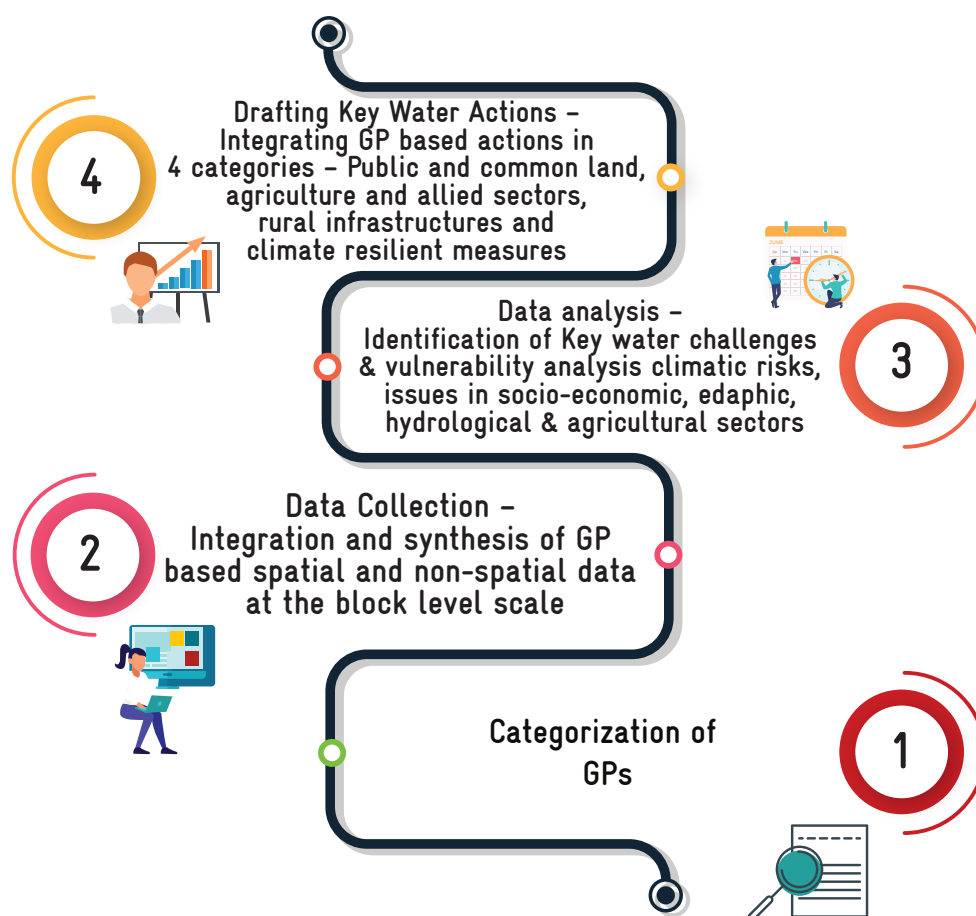 4
Drafting Key Water Actions –
Integrating GP based actions in
4 categories – Public and common land,
agriculture and allied sectors,
rural infrastructures and
climate resilient measures
JUNE
3
Data analysis –
Identification of Key water challenges
& vulnerability analysis climatic risks,
issues in socio-economic, edaphic,
hydrological & agricultural sectors
2
Data Collection –
Integration and synthesis of GP
based spatial and non-spatial data
at the block level scale
1
Categorization of
GPs